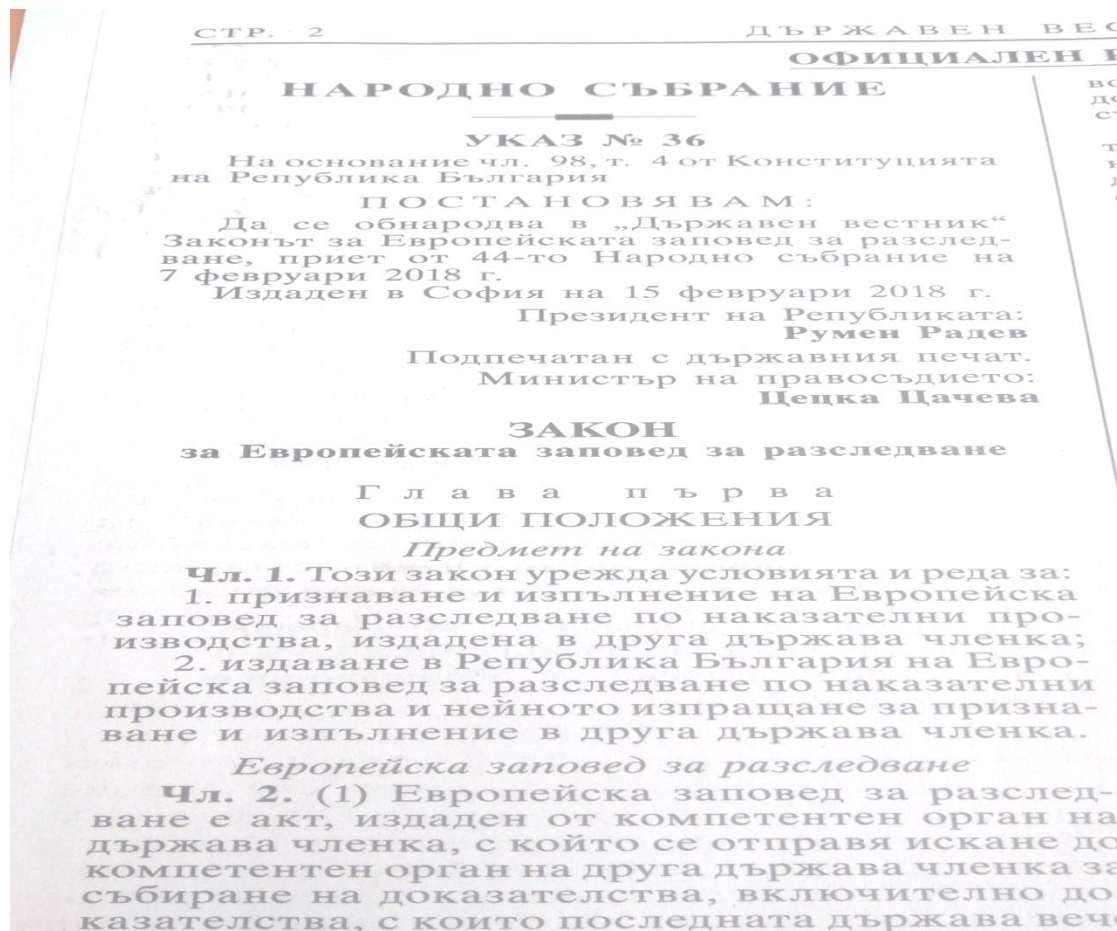 СТР. 2
ДЪРЖАВЕН
НАРОДНО СЪБРАНИЕ
УКАЗ № 36
На основание чл. 98, т. 4 от Конституцията
на Република България
ПОСТАНОВЯВАМ:
Да се обнародва в „Държавен вестник“
Законът за Европейската заповед за разслед-
ване, приет от 44-то Народно събрание на
7 февруари 2018 г.
Издаден в София на 15 февруари 2018 г.
Президент на Републиката:
Румен Радев
Подпечатан с държавния печат.
Министър на правосъдието:
Цецка Цачева
ЗАКОН
за Европейската заповед за разследване
Глава първа
ОБЩИ ПОЛОЖЕНИЯ
Предмет на закона
Чл. 1. Този закон урежда условията и реда за:
1. признаване и изпълнение на Европейска
заповед за разследване по наказателни про-
изводства, издадена в друга държава членка;
2. издаване в Република България на Евро-
пейска заповед за разследване по наказателни
производства и нейното изпращане за призна-
ване и изпълнение в друга държава членка.
Европейска заповед за разследване
Чл. 2. (1) Европейска заповед за разслед-
ване е акт, издаден от компетентен орган на
държава членка, с който се отправя искане до
компетентен орган на друга държава членка за
събиране на доказателства, включително до-
казателства, с които последната държава вече
ОФИЦИАЛЕН